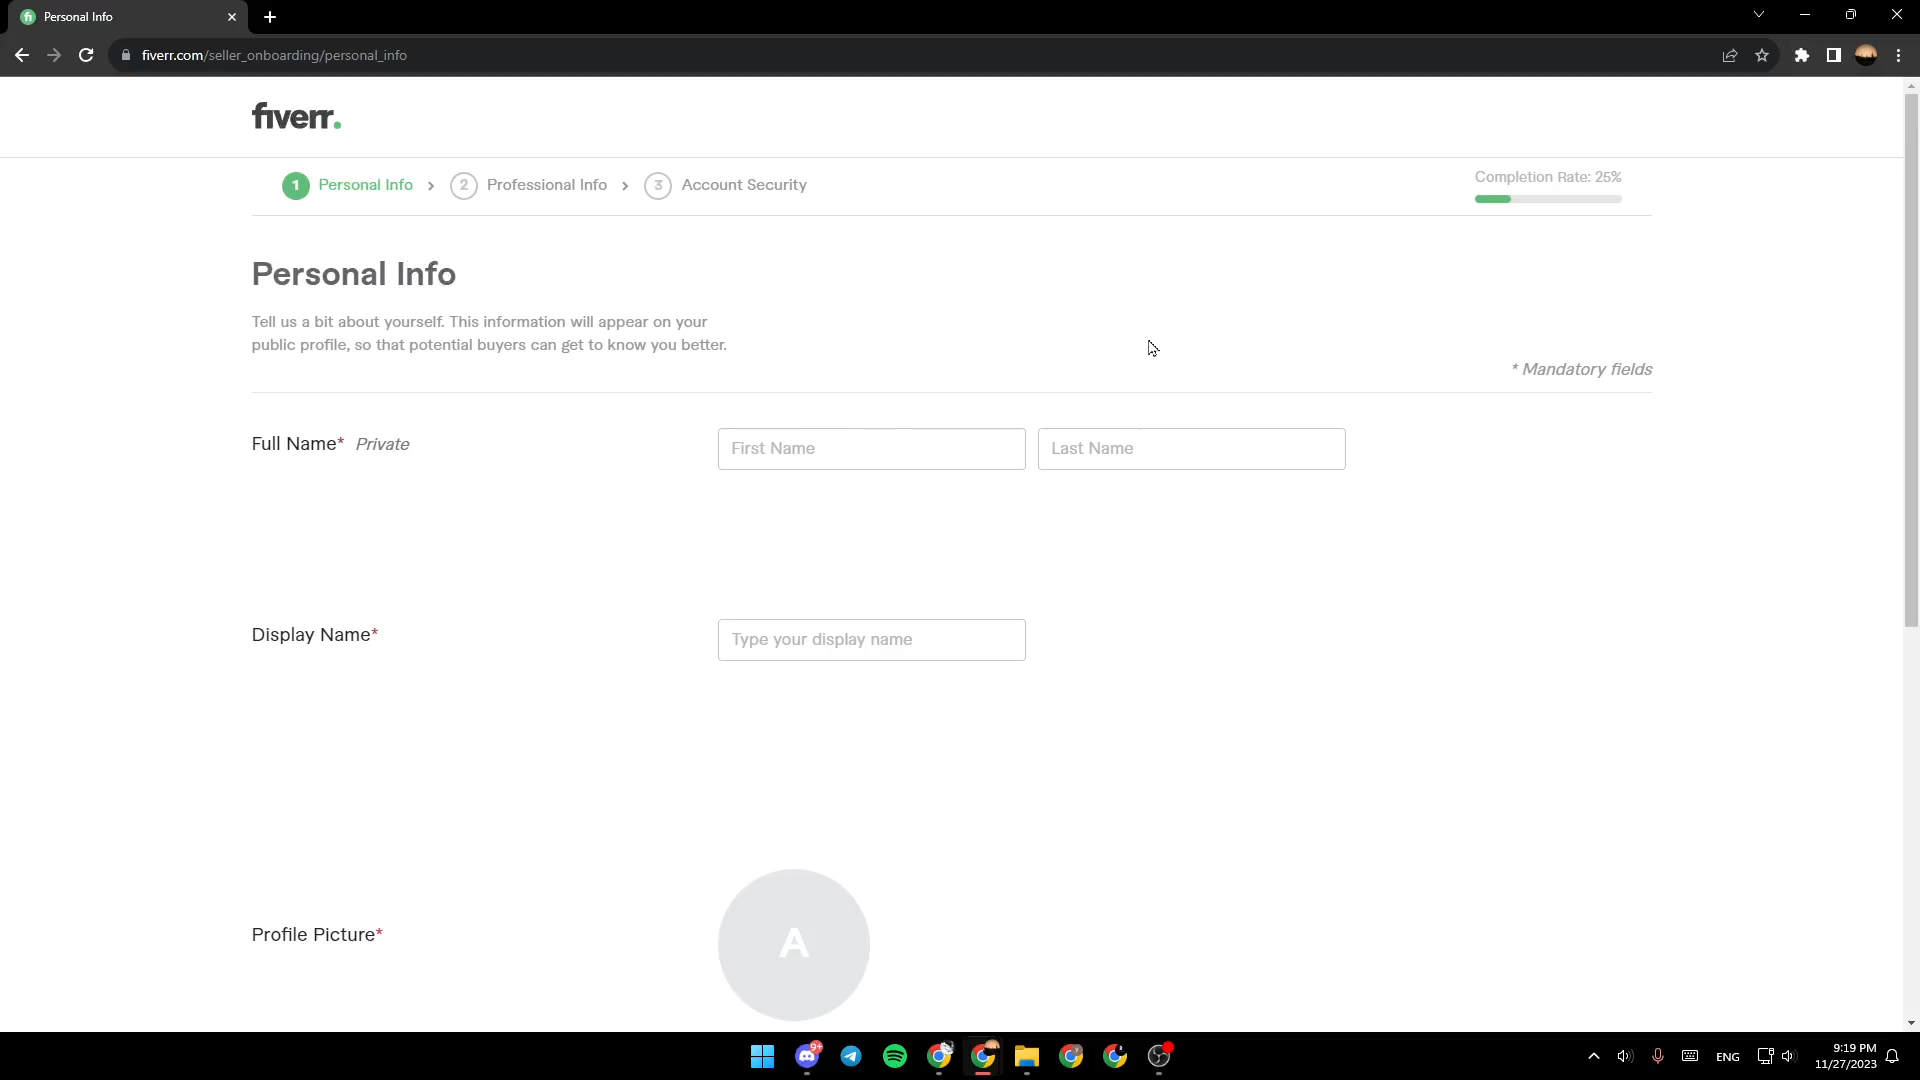 Personal Info
fiverr.com/seller_onboarding/personal_info
fiverr.
1 Personal Info 2 Professional Info 3 Account Security
Completion Rate: 25%
Personal Info
Tell us a bit about yourself. This information will appear on your
public profile, so that potential buyers can get to know you better.
* Mandatory fields
Full Name* Private
First Name
Last Name
Display Name*
Type your display name
Profile Picture*
A
9+
ENG
9:19 PM
11/27/2023